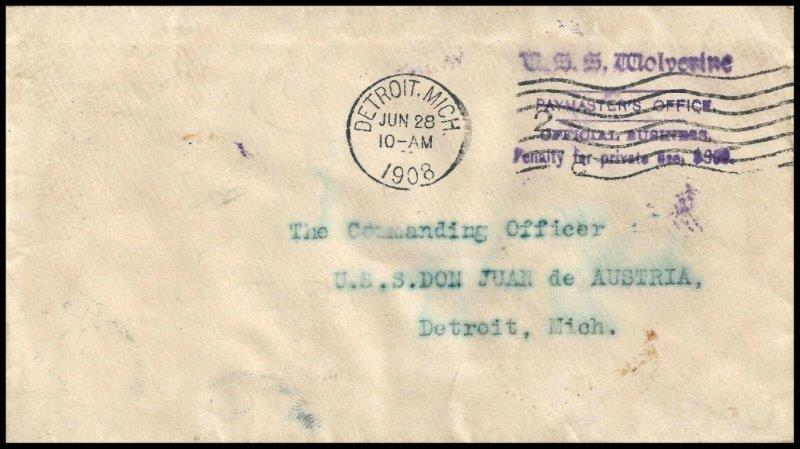 U.S.S. Wolverine
PAYMASTER'S OFFICE.
2
OFFICIAL BUSINESS.
Penalty for private use, $300.
DETROIT, MICH.
JUN 28
10-AM
1908
The Commanding Officer
U.S.S.DON JUAN de AUSTRIA,
Detroit, Mich.